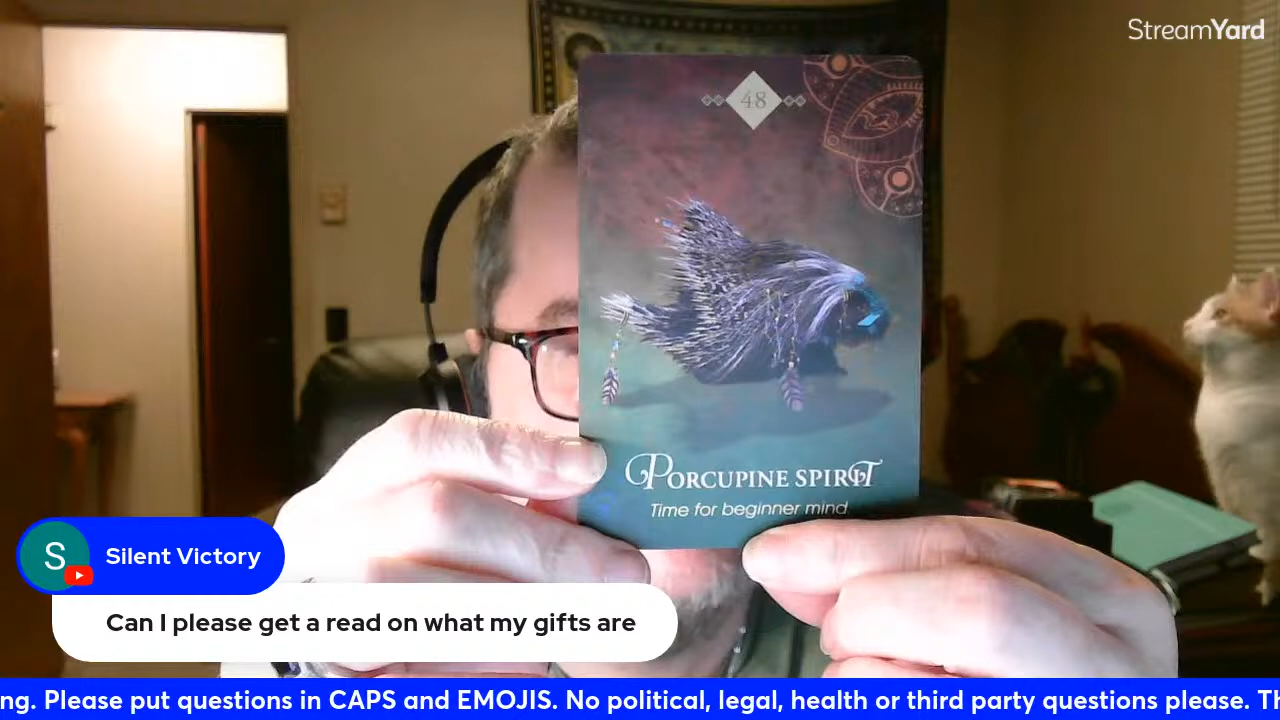 StreamYard
48
PORCUPINE SPIRIT
Time for beginner mind
S
Silent Victory
Can I please get a read on what my gifts are
ng. Please put questions in CAPS and EMOJIS. No political, legal, health or third party questions please. Th